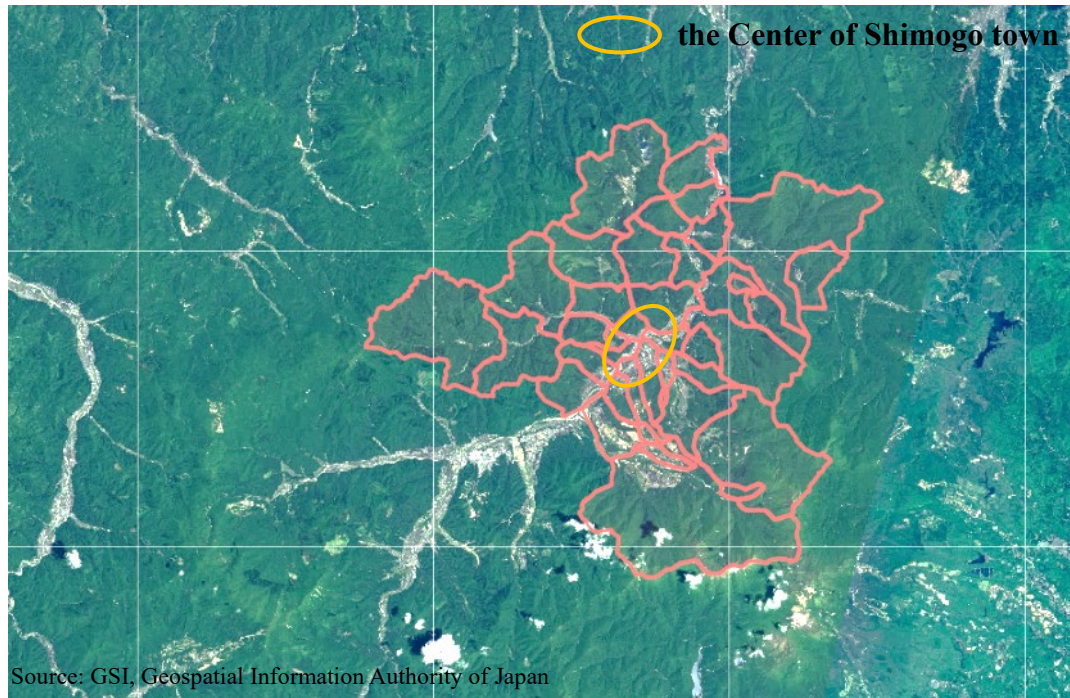 the Center of Shimogo town
Source: GSI, Geospatial Information Authority of Japan